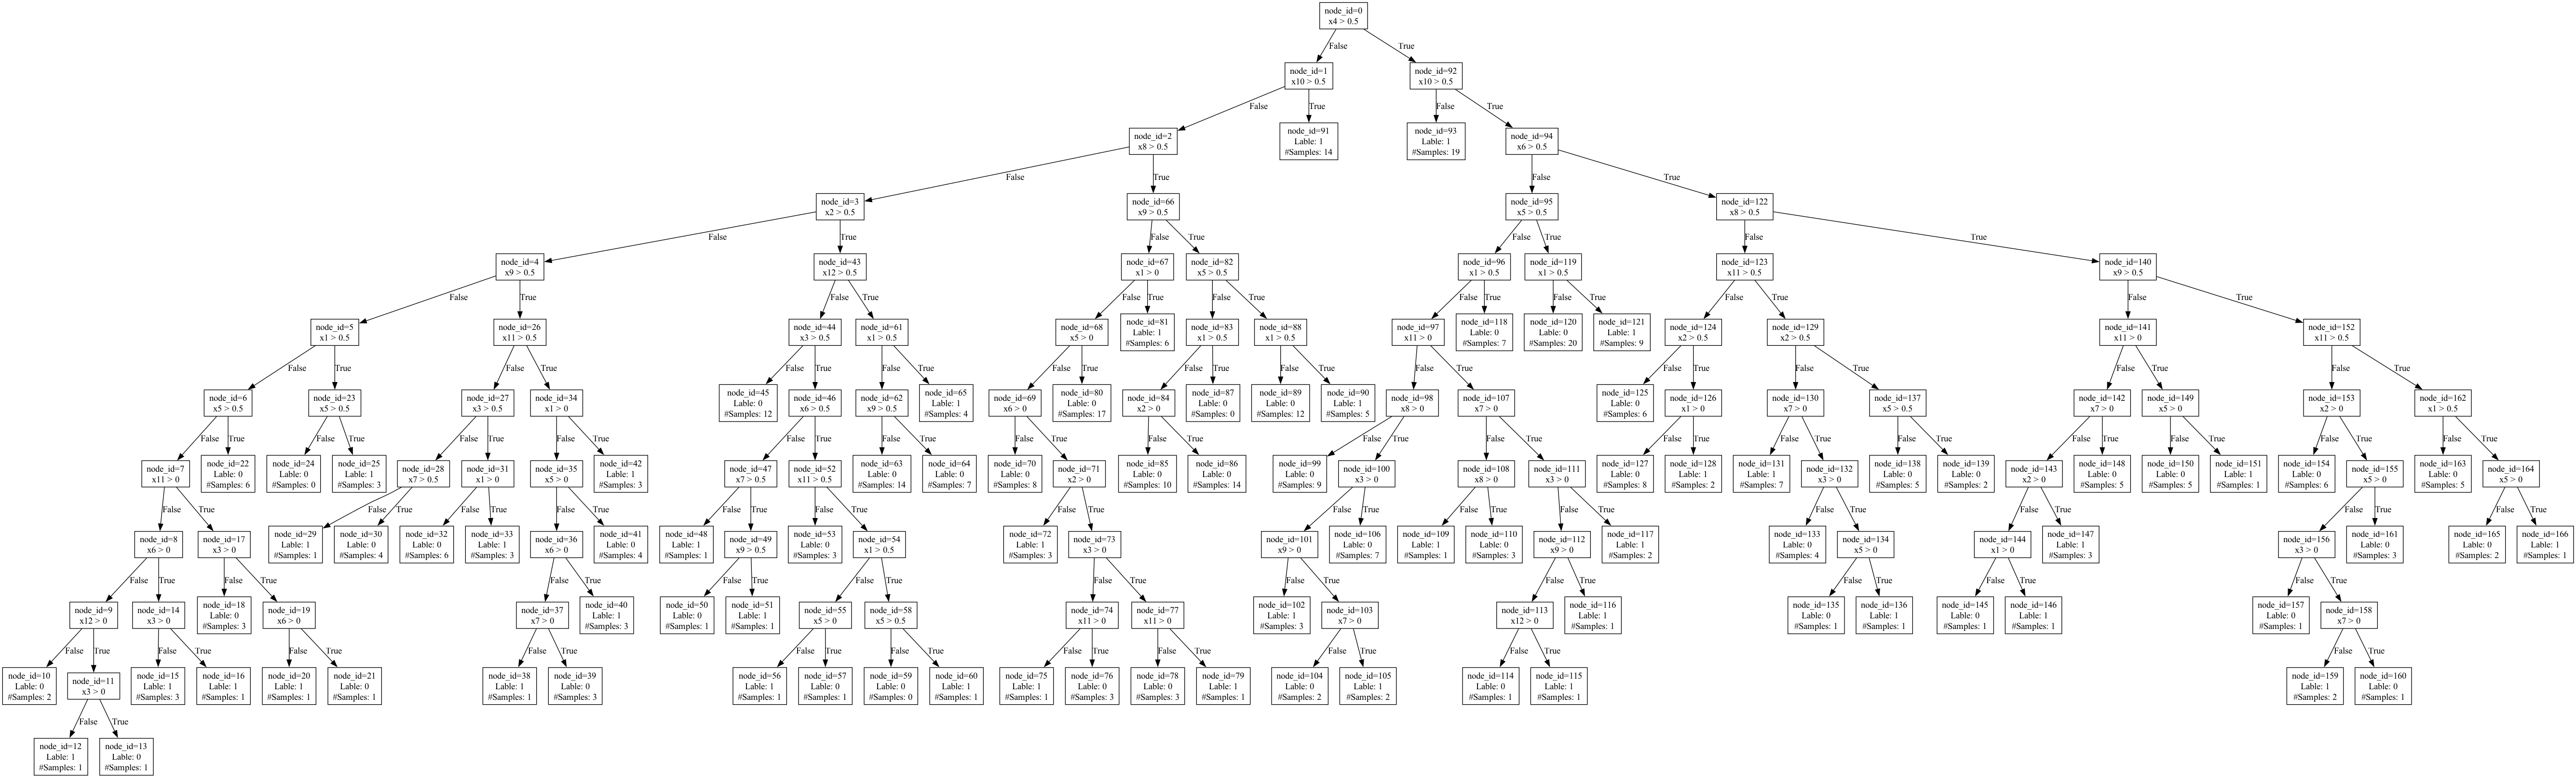 node_id=0
x4 > 0.5
False
True
node_id=1
x10 > 0.5
node_id=92
x10 > 0.5
False
True
False
True
node_id=2
x8 > 0.5
node_id=91
Lable: 1
#Samples: 14
node_id=93
Lable: 1
#Samples: 19
node_id=94
x6 > 0.5
False
True
False
True
node_id=3
x2 > 0.5
node_id=66
x9 > 0.5
node_id=95
x5 > 0.5
node_id=122
x8 > 0.5
False
True
False
True
False
True
False
True
node_id=4
x9 > 0.5
node_id=43
x12 > 0.5
node_id=67
x1 > 0
node_id=82
x5 > 0.5
node_id=96
x1 > 0.5
node_id=119
x1 > 0.5
node_id=123
x11 > 0.5
node_id=140
x9 > 0.5
False
True
False
True
False
True
False
True
False
True
False
True
False
True
False
True
node_id=5
x1 > 0.5
node_id=26
x11 > 0.5
node_id=44
x3 > 0.5
node_id=61
x1 > 0.5
node_id=68
x5 > 0
node_id=81
Lable: 1
#Samples: 6
node_id=83
x1 > 0.5
node_id=88
x1 > 0.5
node_id=97
x11 > 0
node_id=118
Lable: 0
#Samples: 7
node_id=120
Lable: 0
#Samples: 20
node_id=121
Lable: 1
#Samples: 9
node_id=124
x2 > 0.5
node_id=129
x2 > 0.5
node_id=141
x11 > 0
node_id=152
x11 > 0.5
False
True
False
True
False
True
False
True
False
True
False
True
False
True
False
True
False
True
False
True
False
True
False
True
node_id=6
x5 > 0.5
node_id=23
x5 > 0.5
node_id=27
x3 > 0.5
node_id=34
x1 > 0
node_id=45
Lable: 0
#Samples: 12
node_id=46
x6 > 0.5
node_id=62
x9 > 0.5
node_id=65
Lable: 1
#Samples: 4
node_id=69
x6 > 0
node_id=80
Lable: 0
#Samples: 17
node_id=84
x2 > 0
node_id=87
Lable: 0
#Samples: 0
node_id=89
Lable: 0
#Samples: 12
node_id=90
Lable: 1
#Samples: 5
node_id=98
x8 > 0
node_id=107
x7 > 0
node_id=125
Lable: 0
#Samples: 6
node_id=126
x1 > 0
node_id=130
x7 > 0
node_id=137
x5 > 0.5
node_id=142
x7 > 0
node_id=149
x5 > 0
node_id=153
x2 > 0
node_id=162
x1 > 0.5
False
True
False
True
False
True
False
True
False
True
False
True
False
True
False
True
False
True
False
True
False
True
False
True
False
True
False
True
False
True
False
True
False
True
node_id=7
x11 > 0
node_id=22
Lable: 0
#Samples: 6
node_id=24
Lable: 0
#Samples: 0
node_id=25
Lable: 1
#Samples: 3
node_id=28
x7 > 0.5
node_id=31
x1 > 0
node_id=35
x5 > 0
node_id=42
Lable: 1
#Samples: 3
node_id=47
x7 > 0.5
node_id=52
x11 > 0.5
node_id=63
Lable: 0
#Samples: 14
node_id=64
Lable: 0
#Samples: 7
node_id=70
Lable: 0
#Samples: 8
node_id=71
x2 > 0
node_id=85
Lable: 0
#Samples: 10
node_id=86
Lable: 0
#Samples: 14
node_id=99
Lable: 0
#Samples: 9
node_id=100
x3 > 0
node_id=108
x8 > 0
node_id=111
x3 > 0
node_id=127
Lable: 0
#Samples: 8
node_id=128
Lable: 1
#Samples: 2
node_id=131
Lable: 1
#Samples: 7
node_id=132
x3 > 0
node_id=138
Lable: 0
#Samples: 5
node_id=139
Lable: 0
#Samples: 2
node_id=143
x2 > 0
node_id=148
Lable: 0
#Samples: 5
node_id=150
Lable: 0
#Samples: 5
node_id=151
Lable: 1
#Samples: 1
node_id=154
Lable: 0
#Samples: 6
node_id=155
x5 > 0
node_id=163
Lable: 0
#Samples: 5
node_id=164
x5 > 0
False
True
False
True
False
True
False
True
False
True
False
True
False
True
False
True
False
True
False
True
False
True
False
True
False
True
False
True
node_id=8
x6 > 0
node_id=17
x3 > 0
node_id=29
Lable: 1
#Samples: 1
node_id=30
Lable: 0
#Samples: 4
node_id=32
Lable: 0
#Samples: 6
node_id=33
Lable: 1
#Samples: 3
node_id=36
x6 > 0
node_id=41
Lable: 0
#Samples: 4
node_id=48
Lable: 1
#Samples: 1
node_id=49
x9 > 0.5
node_id=53
Lable: 0
#Samples: 3
node_id=54
x1 > 0.5
node_id=72
Lable: 1
#Samples: 3
node_id=73
x3 > 0
node_id=101
x9 > 0
node_id=106
Lable: 0
#Samples: 7
node_id=109
Lable: 1
#Samples: 1
node_id=110
Lable: 0
#Samples: 3
node_id=112
x9 > 0
node_id=117
Lable: 1
#Samples: 2
node_id=133
Lable: 0
#Samples: 4
node_id=134
x5 > 0
node_id=144
x1 > 0
node_id=147
Lable: 1
#Samples: 3
node_id=156
x3 > 0
node_id=161
Lable: 0
#Samples: 3
node_id=165
Lable: 0
#Samples: 2
node_id=166
Lable: 1
#Samples: 1
False
True
False
True
False
True
False
True
False
True
False
True
False
True
False
True
False
True
False
True
False
True
node_id=9
x12 > 0
node_id=14
x3 > 0
node_id=18
Lable: 0
#Samples: 3
node_id=19
x6 > 0
node_id=37
x7 > 0
node_id=40
Lable: 1
#Samples: 3
node_id=50
Lable: 0
#Samples: 1
node_id=51
Lable: 1
#Samples: 1
node_id=55
x5 > 0
node_id=58
x5 > 0.5
node_id=74
x11 > 0
node_id=77
x11 > 0
node_id=102
Lable: 1
#Samples: 3
node_id=103
x7 > 0
node_id=113
x12 > 0
node_id=116
Lable: 1
#Samples: 1
node_id=135
Lable: 0
#Samples: 1
node_id=136
Lable: 1
#Samples: 1
node_id=145
Lable: 0
#Samples: 1
node_id=146
Lable: 1
#Samples: 1
node_id=157
Lable: 0
#Samples: 1
node_id=158
x7 > 0
False
True
False
True
False
True
False
True
False
True
False
True
False
True
False
True
False
True
False
True
False
True
node_id=10
Lable: 0
#Samples: 2
node_id=11
x3 > 0
node_id=15
Lable: 1
#Samples: 3
node_id=16
Lable: 1
#Samples: 1
node_id=20
Lable: 1
#Samples: 1
node_id=21
Lable: 0
#Samples: 1
node_id=38
Lable: 1
#Samples: 1
node_id=39
Lable: 0
#Samples: 3
node_id=56
Lable: 1
#Samples: 1
node_id=57
Lable: 0
#Samples: 1
node_id=59
Lable: 0
#Samples: 0
node_id=60
Lable: 1
#Samples: 1
node_id=75
Lable: 1
#Samples: 1
node_id=76
Lable: 0
#Samples: 3
node_id=78
Lable: 0
#Samples: 3
node_id=79
Lable: 1
#Samples: 1
node_id=104
Lable: 0
#Samples: 2
node_id=105
Lable: 1
#Samples: 2
node_id=114
Lable: 0
#Samples: 1
node_id=115
Lable: 1
#Samples: 1
node_id=159
Lable: 1
#Samples: 2
node_id=160
Lable: 0
#Samples: 1
False
True
node_id=12
Lable: 1
#Samples: 1
node_id=13
Lable: 0
#Samples: 1